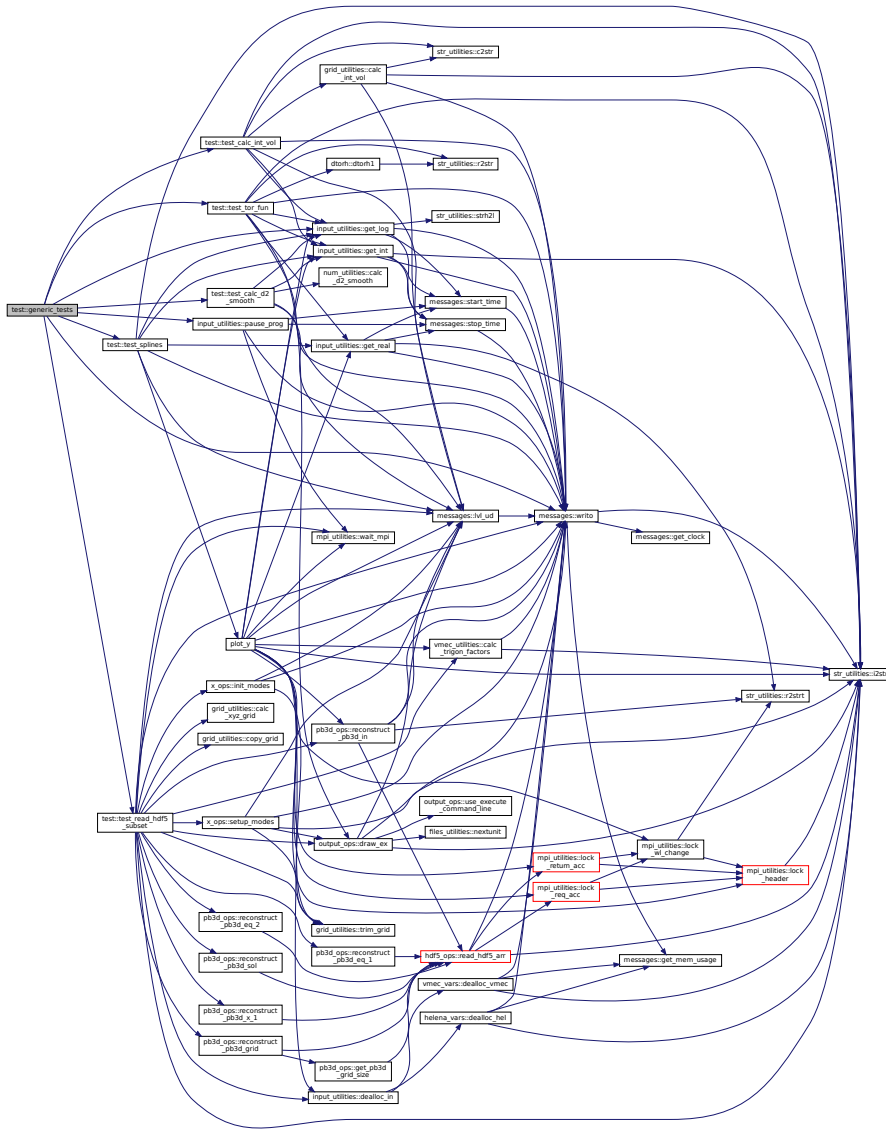 str_utilities::c2str
grid_utilities::calc
_int_vol
test::test_calc_int_vol
dtorh::dtorh1
str_utilities::r2str
test::test_tor_fun
str_utilities::strh2l
input_utilities::get_log
input_utilities::get_int
num_utilities::calc
_d2_smooth
test::test_calc_d2
_smooth
messages::start_time
test::generic_tests
input_utilities::pause_prog
messages::stop_time
test::test_splines
input_utilities::get_real
messages::lvl_ud
messages::writo
mpi_utilities::wait_mpi
messages::get_clock
plot_y
vmec_utilities::calc
_trigon_factors
str_utilities::i2str
x_ops::init_modes
str_utilities::r2strt
grid_utilities::calc
_xyz_grid
pb3d_ops::reconstruct
_pb3d_in
grid_utilities::copy_grid
output_ops::use_execute
_command_line
test::test_read_hdf5
_subset
x_ops::setup_modes
files_utilities::nextunit
output_ops::draw_ex
mpi_utilities::lock
_wl_change
mpi_utilities::lock
_return_acc
mpi_utilities::lock
_header
mpi_utilities::lock
_req_acc
pb3d_ops::reconstruct
_pb3d_eq_2
grid_utilities::trim_grid
pb3d_ops::reconstruct
_pb3d_eq_1
hdf5_ops::read_hdf5_arr
pb3d_ops::reconstruct
_pb3d_sol
messages::get_mem_usage
vmec_vars::dealloc_vmec
pb3d_ops::reconstruct
_pb3d_x_1
helena_vars::dealloc_hel
pb3d_ops::reconstruct
_pb3d_grid
pb3d_ops::get_pb3d
_grid_size
input_utilities::dealloc_in